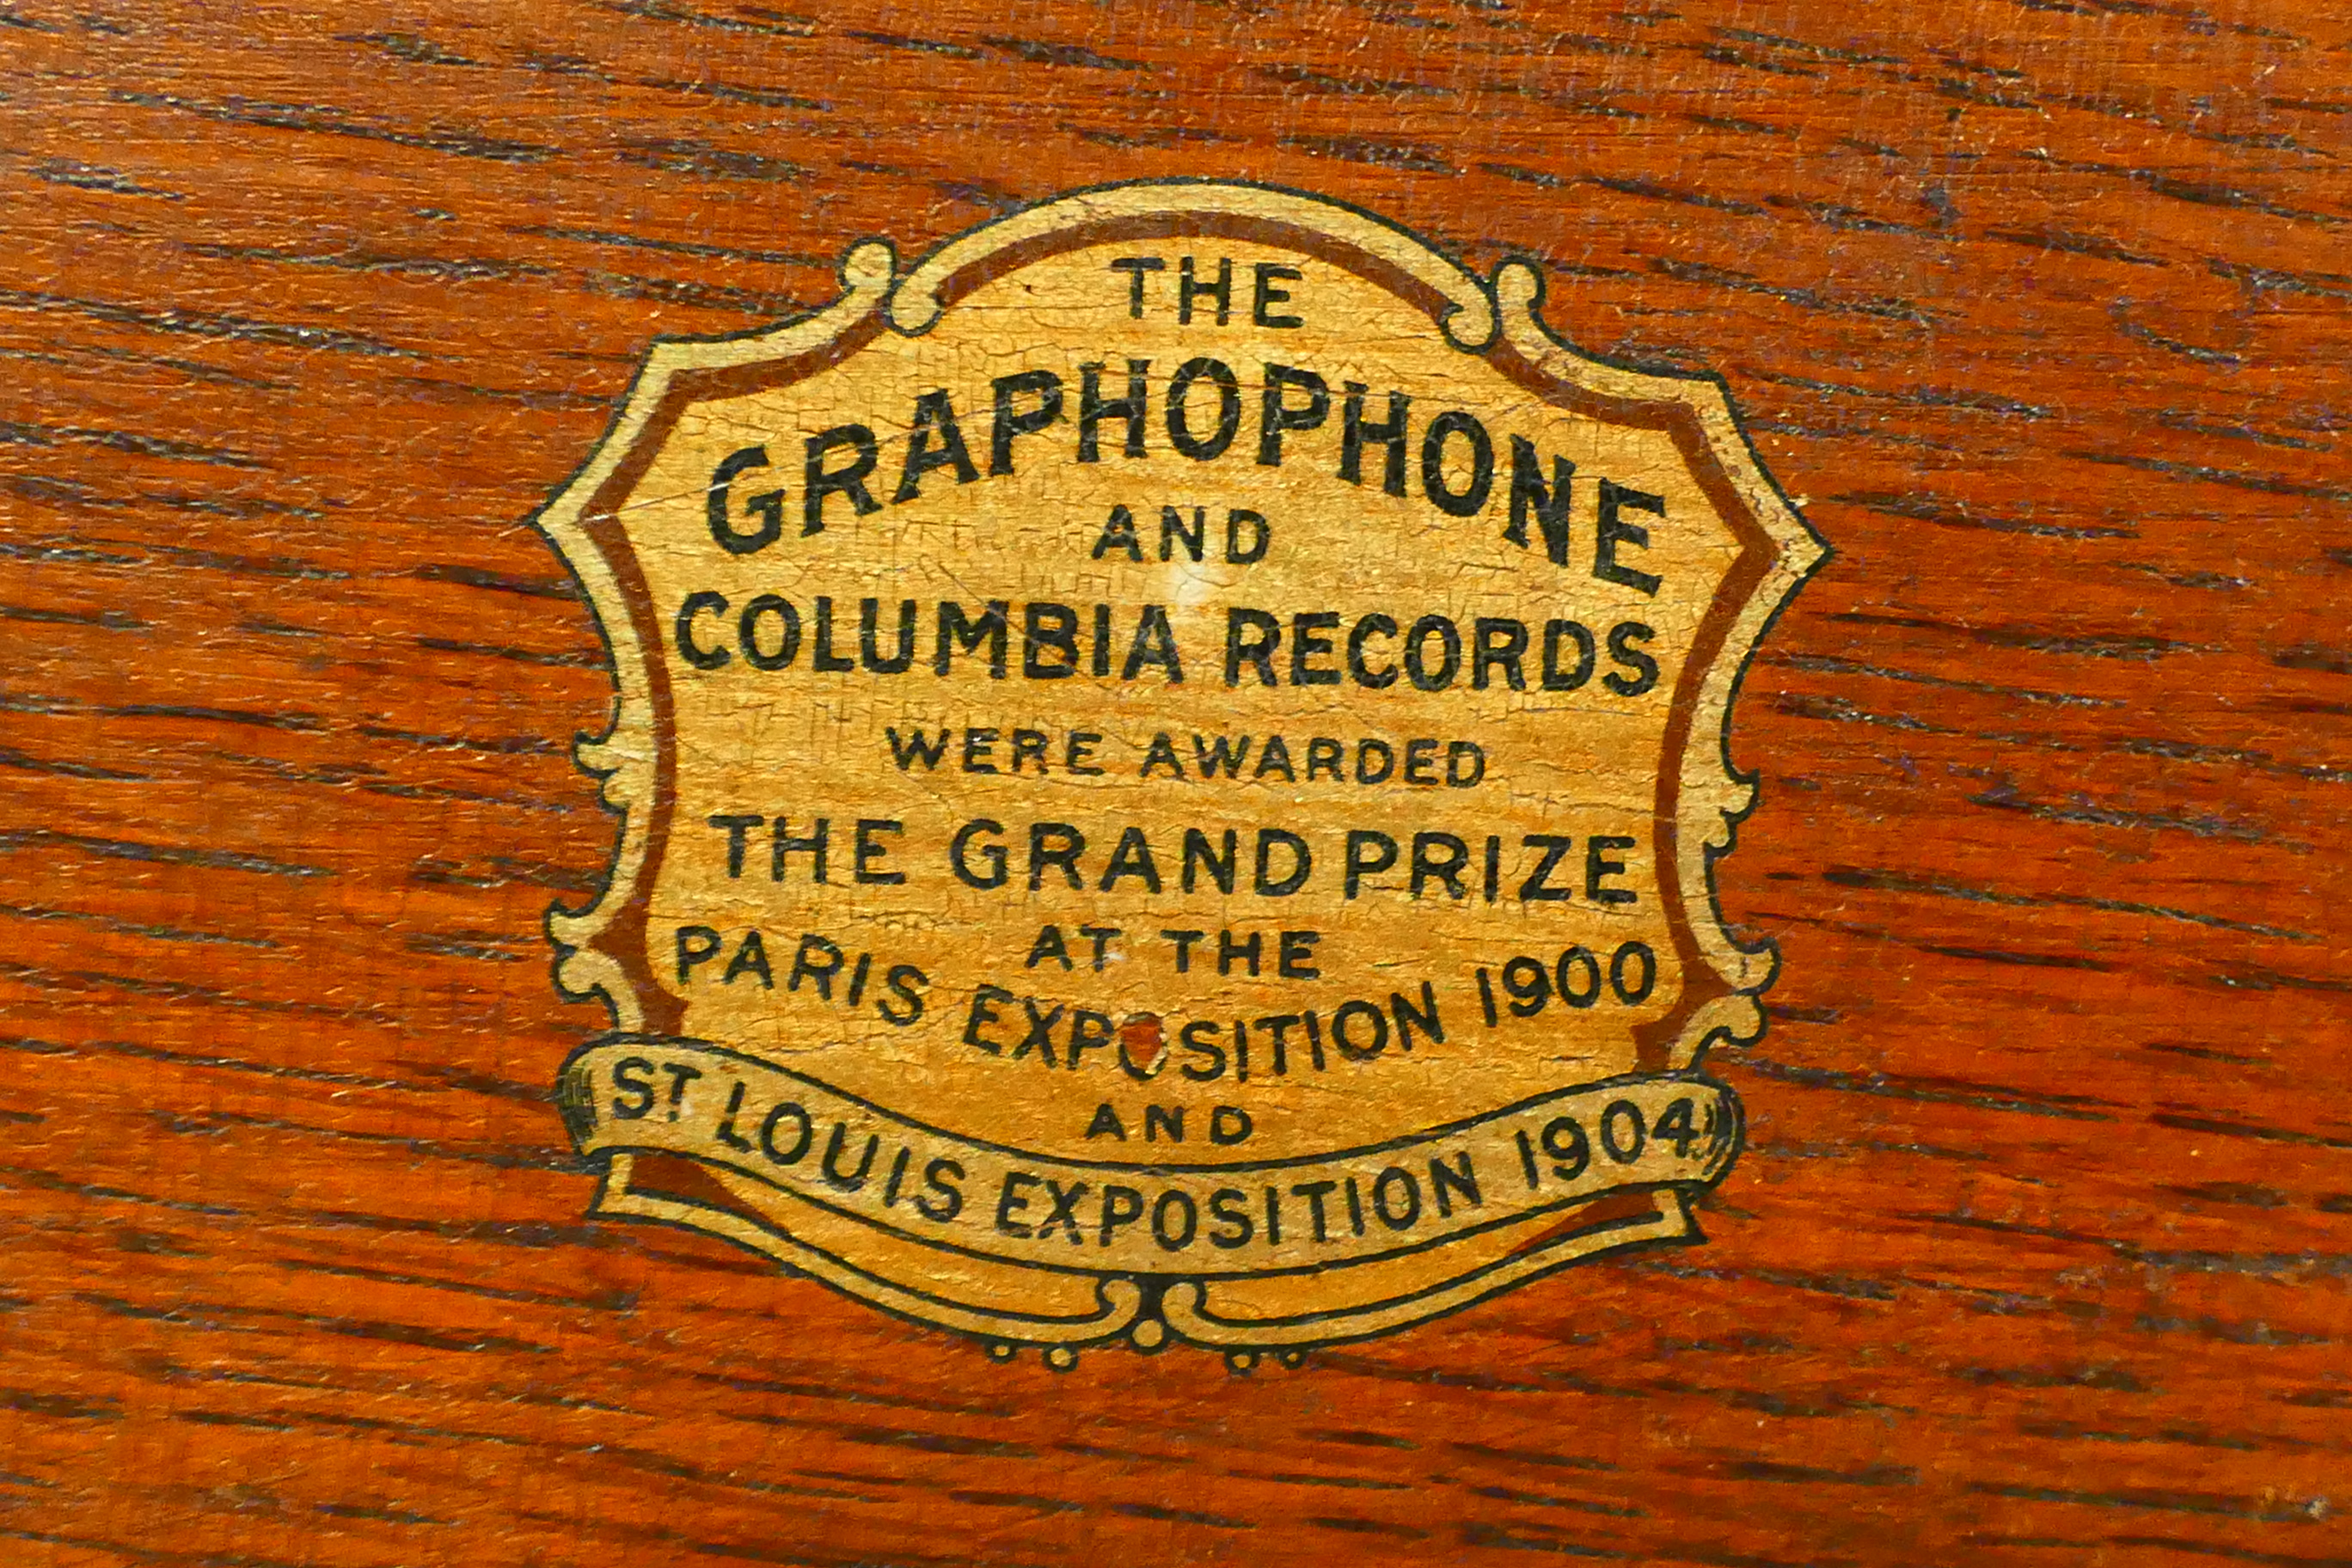 THE
GRAPHOPHONE
AND
COLUMBIA RECORDS
WERE AWARDED
THE GRAND PRIZE
AT THE
PARIS EXPOSITION 1900
AND
ST LOUIS EXPOSITION 1904